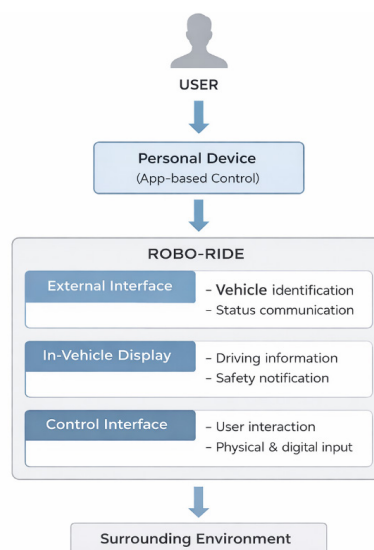 USER
Personal Device
(App-based Control)
ROBO-RIDE
External Interface
- Vehicle identification
- Status communication
In-Vehicle Display
- Driving information
- Safety notification
Control Interface
- User interaction
- Physical & digital input
Surrounding Environment